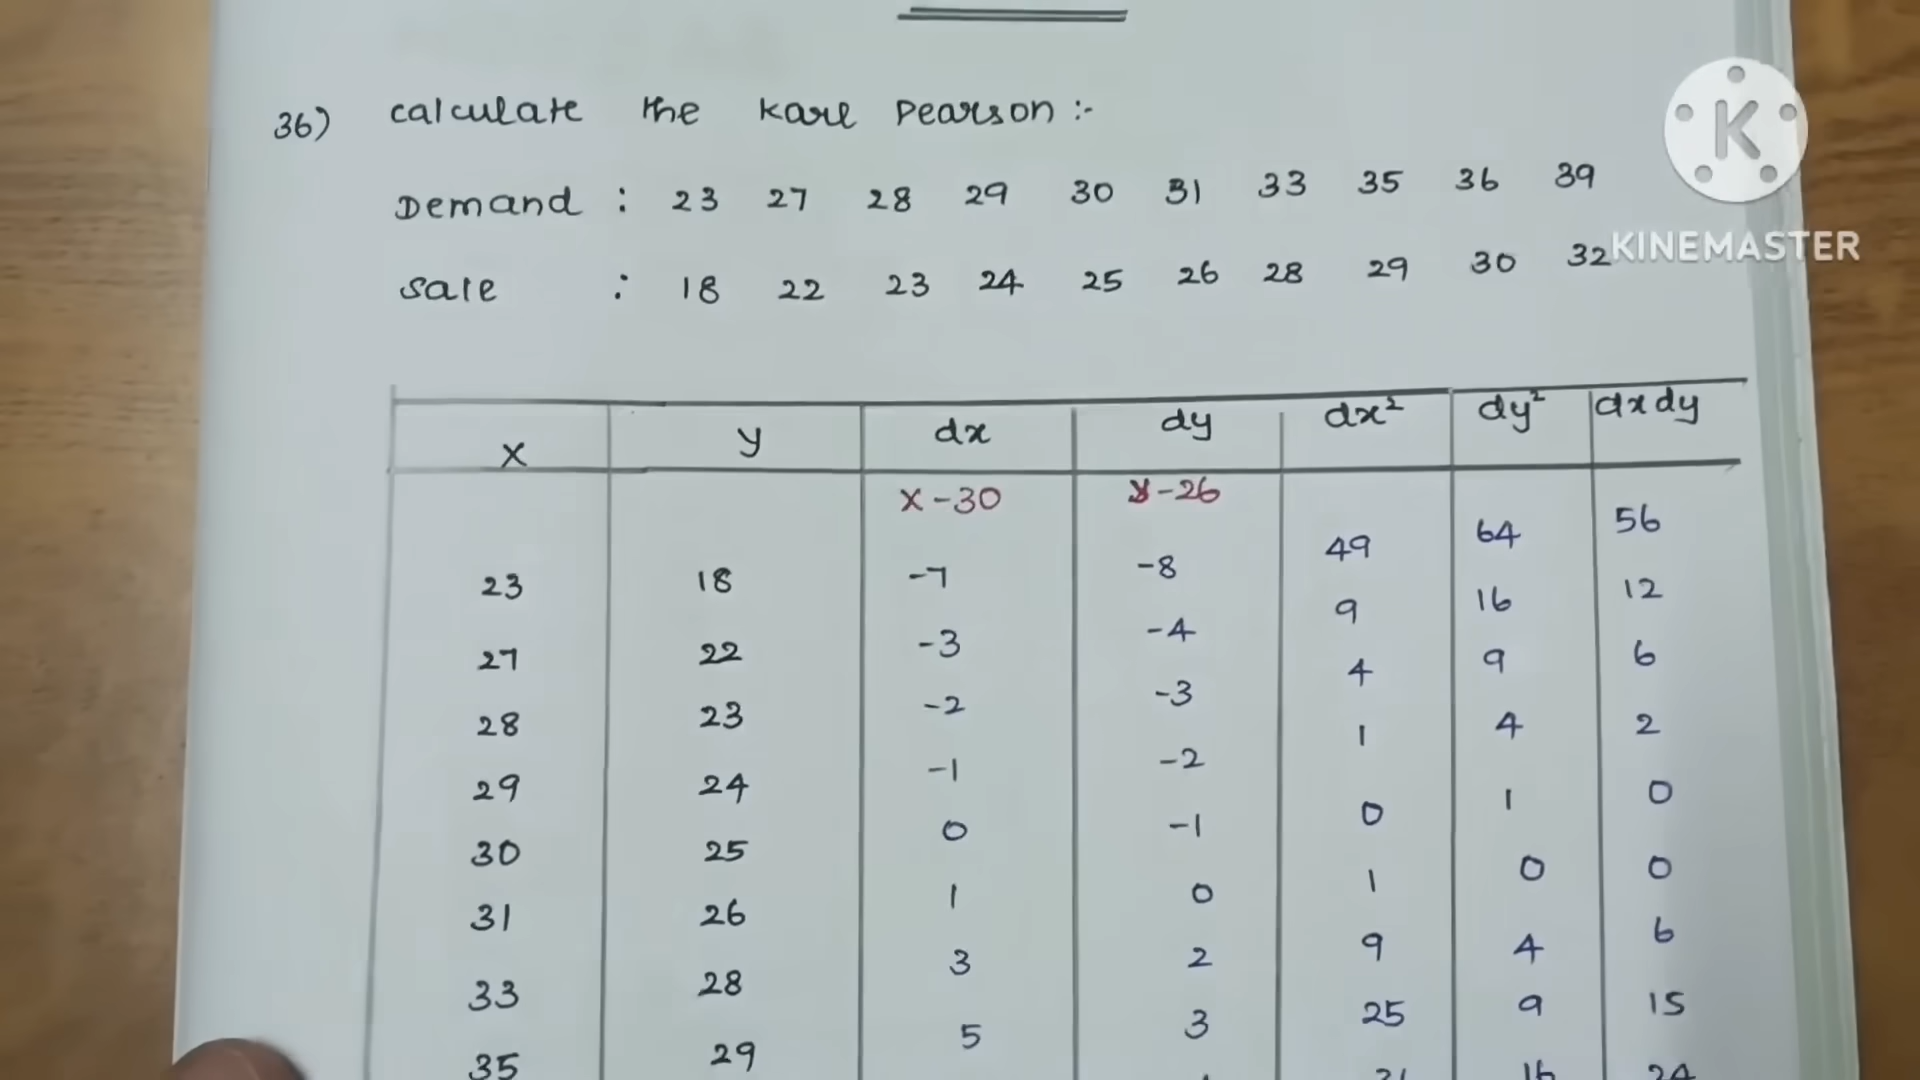 36) calculate the Karl Pearson :-
K
Demand : 23 27 28 29 30 31 33 35 36 39
KINEMASTER
Sale : 18 22 23 24 25 26 28 29 30 32
x y dx dy dx² dy² dxdy
x-30 y-26
23 18 -7 -8 49 64 56
27 22 -3 -4 9 16 12
28 23 -2 -3 4 9 6
29 24 -1 -2 1 4 2
30 25 0 -1 0 1 0
31 26 1 0 1 0 0
33 28 3 2 9 4 6
35 29 5 3 25 9 15
16 24